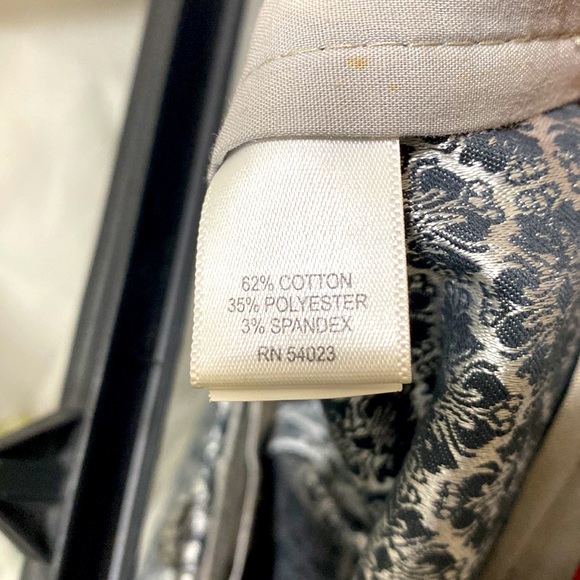 62% COTTON
35% POLYESTER
3% SPANDEX
RN 54023